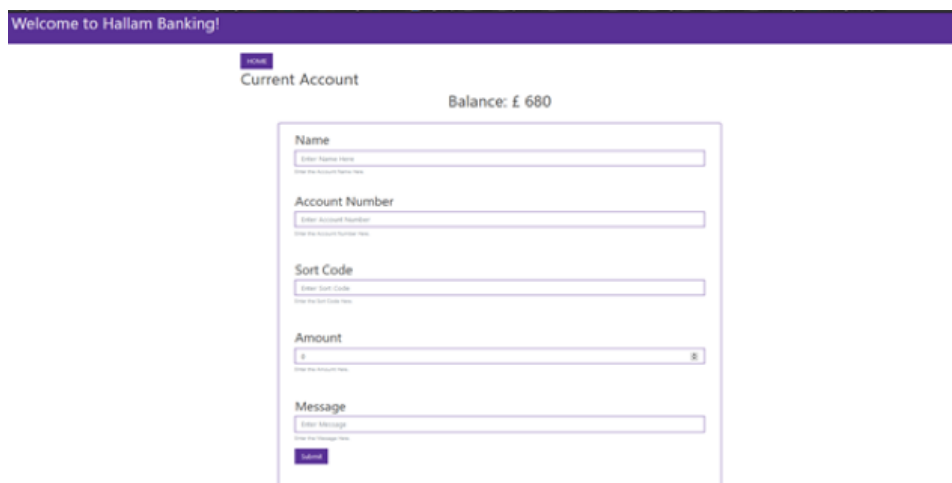 Welcome to Hallam Banking!
HOME
Current Account
Balance: £ 680
Name
Enter Name Here
Enter the Account Name Here.
Account Number
Enter Account Number
Enter the Account Number Here.
Sort Code
Enter Sort Code
Enter the Sort Code Here.
Amount
0
Enter the Amount Here.
Message
Enter Message
Enter the Message Here.
Submit